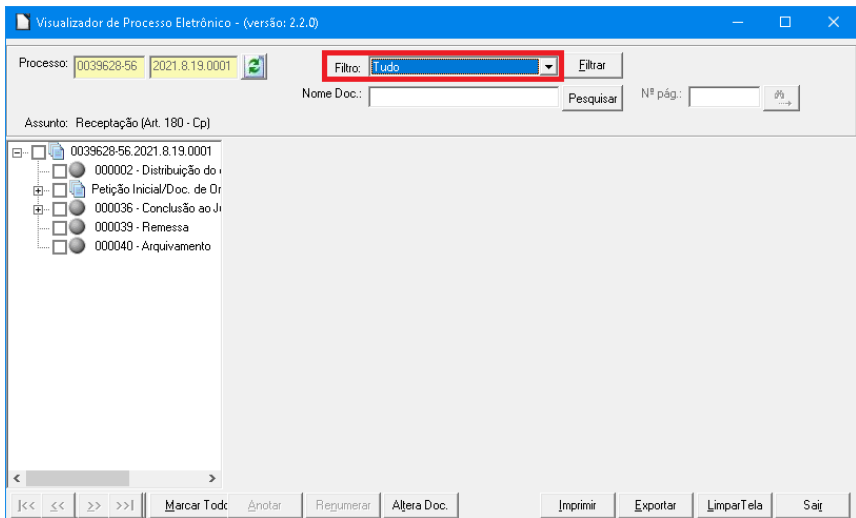 Visualizador de Processo Eletrônico - (versão: 2.2.0)
Processo: 0039628-56 2021.8.19.0001 Filtro: Tudo Filtrar
Nome Doc.: Pesquisar Nº pág.:
Assunto: Receptação (Art. 180 - Cp)
0039628-56.2021.8.19.0001
000002 - Distribuição do
Petição Inicial/Doc. de Or
000036 - Conclusão ao
000039 - Remessa
000040 - Arquivamento
|<< << >> >>| Marcar Todo Anotar Renumerar Altera Doc. Imprimir Exportar LimparTela Sair